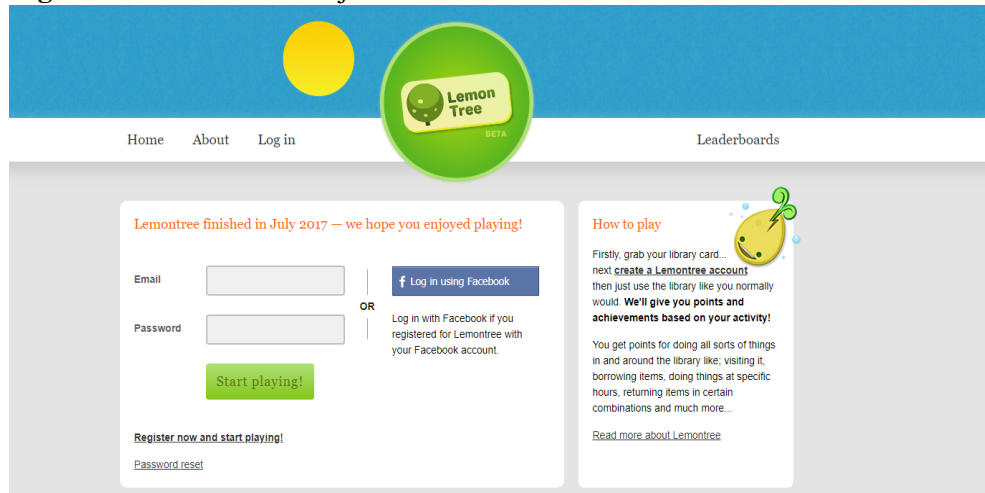 Lemon
Tree
BETA
Home About Log in Leaderboards
Lemontree finished in July 2017 — we hope you enjoyed playing!
Email
Password
Start playing!
Register now and start playing!
Password reset
OR
f Log in using Facebook
Log in with Facebook if you
registered for Lemontree with
your Facebook account.
How to play
Firstly, grab your library card...
next create a Lemontree account
then just use the library like you normally
would. We'll give you points and
achievements based on your activity!
You get points for doing all sorts of things
in and around the library like; visiting it,
borrowing items, doing things at specific
hours, returning items in certain
combinations and much more...
Read more about Lemontree